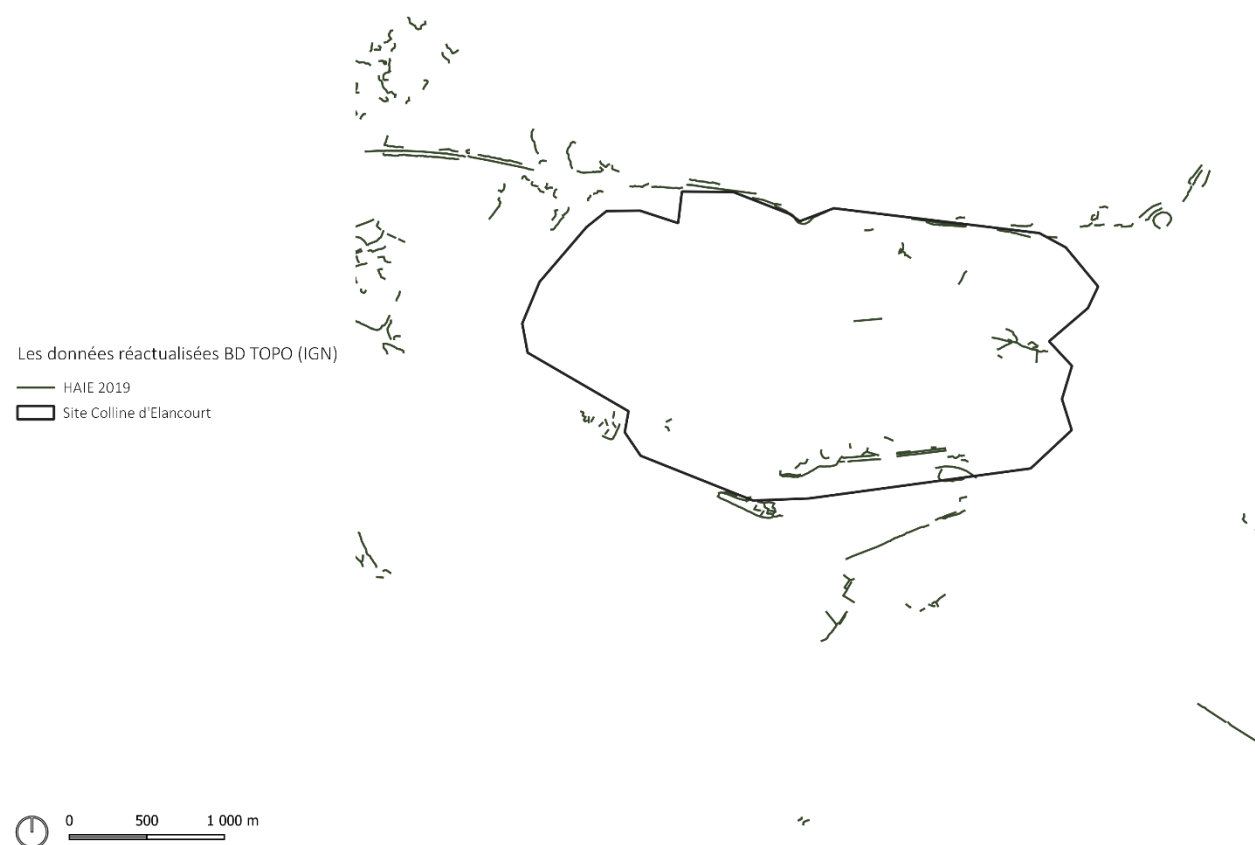 Les données réactualisées BD TOPO (IGN)
HAIE 2019
Site Colline d'Elancourt
0 500 1 000 m